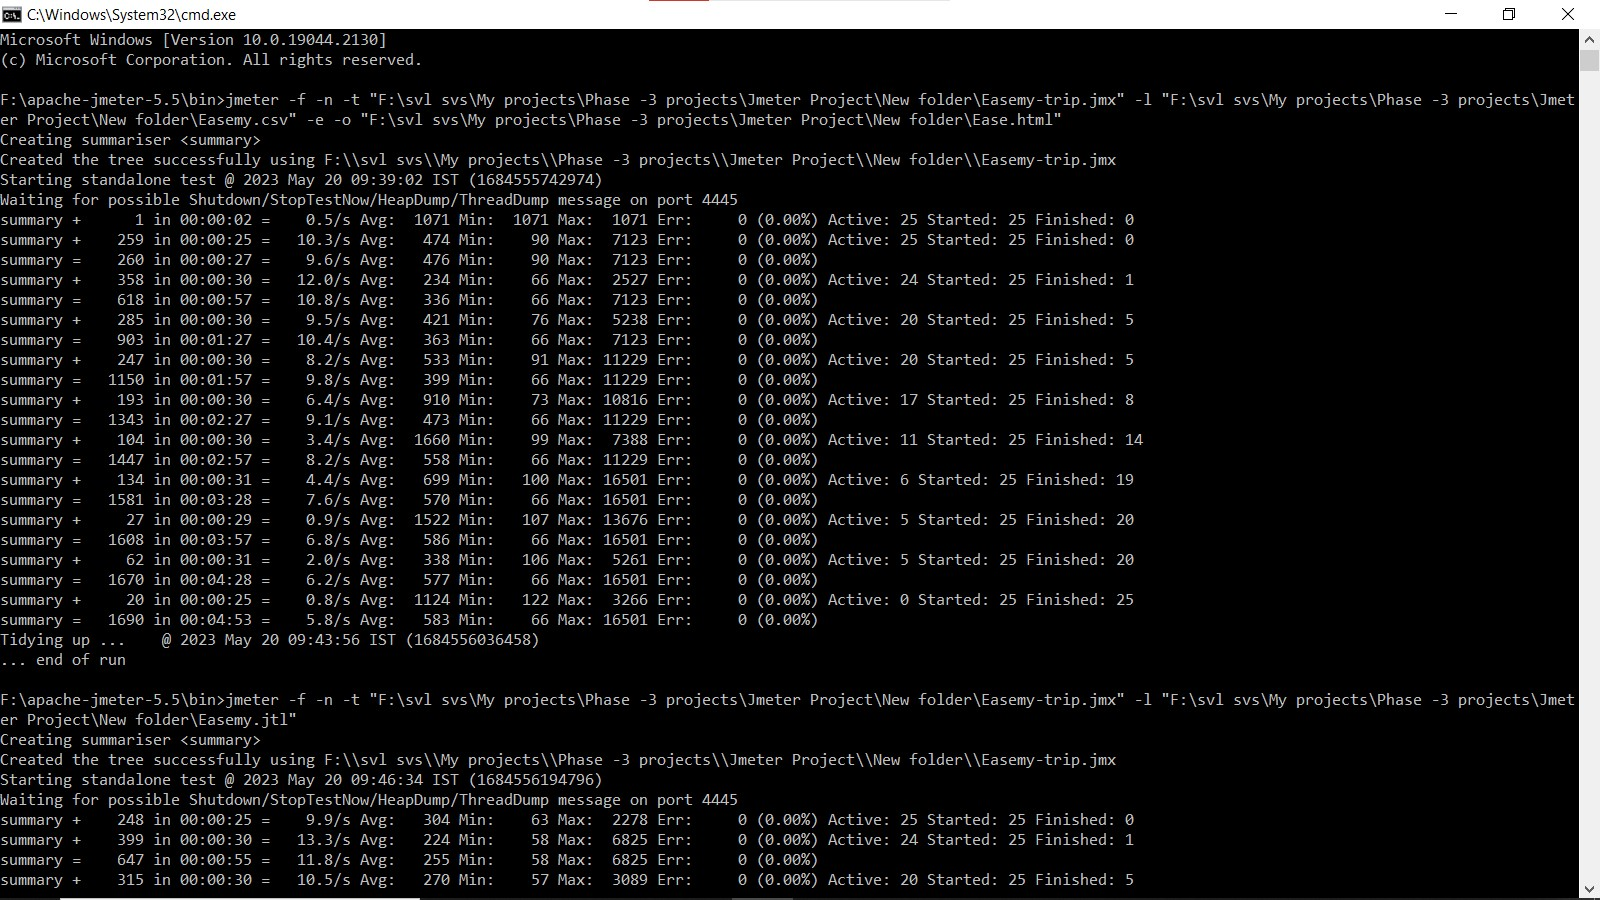 C:\Windows\System32\cmd.exe
Microsoft Windows [Version 10.0.19044.2130]
(c) Microsoft Corporation. All rights reserved.
F:\apache-jmeter-5.5\bin>jmeter -f -n -t "F:\svl svs\My projects\Phase -3 projects\Jmeter Project\New folder\Easemy-trip.jmx" -l "F:\svl svs\My projects\Phase -3 projects\Jmet
er Project\New folder\Easemy.csv" -e -o "F:\svl svs\My projects\Phase -3 projects\Jmeter Project\New folder\Ease.html"
Creating summariser <summary>
Created the tree successfully using F:\\svl svs\\My projects\\Phase -3 projects\\Jmeter Project\\New folder\\Easemy-trip.jmx
Starting standalone test @ 2023 May 20 09:39:02 IST (1684555742974)
Waiting for possible Shutdown/StopTestNow/HeapDump/ThreadDump message on port 4445
summary +      1 in 00:00:02 =    0.5/s Avg:  1071 Min:  1071 Max:  1071 Err:     0 (0.00%) Active: 25 Started: 25 Finished: 0
summary +    259 in 00:00:25 =   10.3/s Avg:   474 Min:    90 Max:  7123 Err:     0 (0.00%) Active: 25 Started: 25 Finished: 0
summary =    260 in 00:00:27 =    9.6/s Avg:   476 Min:    90 Max:  7123 Err:     0 (0.00%)
summary +    358 in 00:00:30 =   12.0/s Avg:   234 Min:    66 Max:  2527 Err:     0 (0.00%) Active: 24 Started: 25 Finished: 1
summary =    618 in 00:00:57 =   10.8/s Avg:   336 Min:    66 Max:  7123 Err:     0 (0.00%)
summary +    285 in 00:00:30 =    9.5/s Avg:   421 Min:    76 Max:  5238 Err:     0 (0.00%) Active: 20 Started: 25 Finished: 5
summary =    903 in 00:01:27 =   10.4/s Avg:   363 Min:    66 Max:  7123 Err:     0 (0.00%)
summary +    247 in 00:00:30 =    8.2/s Avg:   533 Min:    91 Max: 11229 Err:     0 (0.00%) Active: 20 Started: 25 Finished: 5
summary =   1150 in 00:01:57 =    9.8/s Avg:   399 Min:    66 Max: 11229 Err:     0 (0.00%)
summary +    193 in 00:00:30 =    6.4/s Avg:   910 Min:    73 Max: 10816 Err:     0 (0.00%) Active: 17 Started: 25 Finished: 8
summary =   1343 in 00:02:27 =    9.1/s Avg:   473 Min:    66 Max: 11229 Err:     0 (0.00%)
summary +    104 in 00:00:30 =    3.4/s Avg:  1660 Min:    99 Max:  7388 Err:     0 (0.00%) Active: 11 Started: 25 Finished: 14
summary =   1447 in 00:02:57 =    8.2/s Avg:   558 Min:    66 Max: 11229 Err:     0 (0.00%)
summary +    134 in 00:00:31 =    4.4/s Avg:   699 Min:   100 Max: 16501 Err:     0 (0.00%) Active: 6 Started: 25 Finished: 19
summary =   1581 in 00:03:28 =    7.6/s Avg:   570 Min:    66 Max: 16501 Err:     0 (0.00%)
summary +     27 in 00:00:29 =    0.9/s Avg:  1522 Min:   107 Max: 13676 Err:     0 (0.00%) Active: 5 Started: 25 Finished: 20
summary =   1608 in 00:03:57 =    6.8/s Avg:   586 Min:    66 Max: 16501 Err:     0 (0.00%)
summary +     62 in 00:00:31 =    2.0/s Avg:   338 Min:   106 Max:  5261 Err:     0 (0.00%) Active: 5 Started: 25 Finished: 20
summary =   1670 in 00:04:28 =    6.2/s Avg:   577 Min:    66 Max: 16501 Err:     0 (0.00%)
summary +     20 in 00:00:25 =    0.8/s Avg:  1124 Min:   122 Max:  3266 Err:     0 (0.00%) Active: 0 Started: 25 Finished: 25
summary =   1690 in 00:04:53 =    5.8/s Avg:   583 Min:    66 Max: 16501 Err:     0 (0.00%)
Tidying up ...    @ 2023 May 20 09:43:56 IST (1684556036458)
... end of run
F:\apache-jmeter-5.5\bin>jmeter -f -n -t "F:\svl svs\My projects\Phase -3 projects\Jmeter Project\New folder\Easemy-trip.jmx" -l "F:\svl svs\My projects\Phase -3 projects\Jmet
er Project\New folder\Easemy.jtl"
Creating summariser <summary>
Created the tree successfully using F:\\svl svs\\My projects\\Phase -3 projects\\Jmeter Project\\New folder\\Easemy-trip.jmx
Starting standalone test @ 2023 May 20 09:46:34 IST (1684556194796)
Waiting for possible Shutdown/StopTestNow/HeapDump/ThreadDump message on port 4445
summary +    248 in 00:00:25 =    9.9/s Avg:   304 Min:    63 Max:  2278 Err:     0 (0.00%) Active: 25 Started: 25 Finished: 0
summary +    399 in 00:00:30 =   13.3/s Avg:   224 Min:    58 Max:  6825 Err:     0 (0.00%) Active: 24 Started: 25 Finished: 1
summary =    647 in 00:00:55 =   11.8/s Avg:   255 Min:    58 Max:  6825 Err:     0 (0.00%)
summary +    315 in 00:00:30 =   10.5/s Avg:   270 Min:    57 Max:  3089 Err:     0 (0.00%) Active: 20 Started: 25 Finished: 5